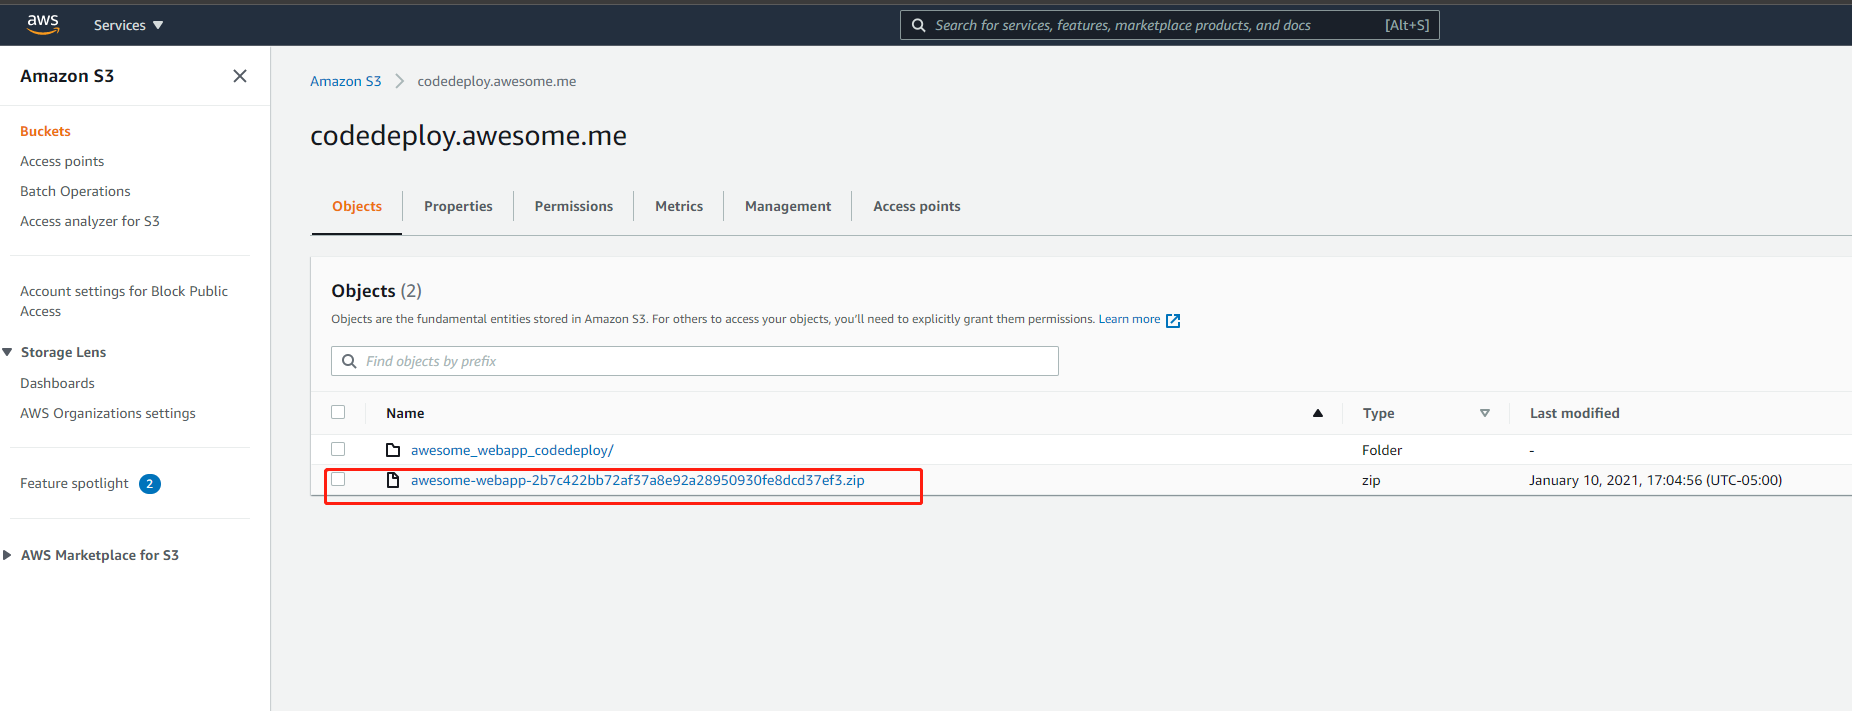 aws
Services
Search for services, features, marketplace products, and docs [Alt+S]
Amazon S3
Buckets
Access points
Batch Operations
Access analyzer for S3
Account settings for Block Public
Access
Storage Lens
Dashboards
AWS Organizations settings
Feature spotlight 2
AWS Marketplace for S3
Amazon S3 codedeploy.awesome.me
codedeploy.awesome.me
Objects Properties Permissions Metrics Management Access points
Objects (2)
Objects are the fundamental entities stored in Amazon S3. For others to access your objects, you'll need to explicitly grant them permissions. Learn more
Find objects by prefix
Name Type Last modified
awesome_webapp_codedeploy/ Folder -
awesome-webapp-2b7c422bb72af37a8e92a28950930fe8dcd37ef3.zip zip January 10, 2021, 17:04:56 (UTC-05:00)